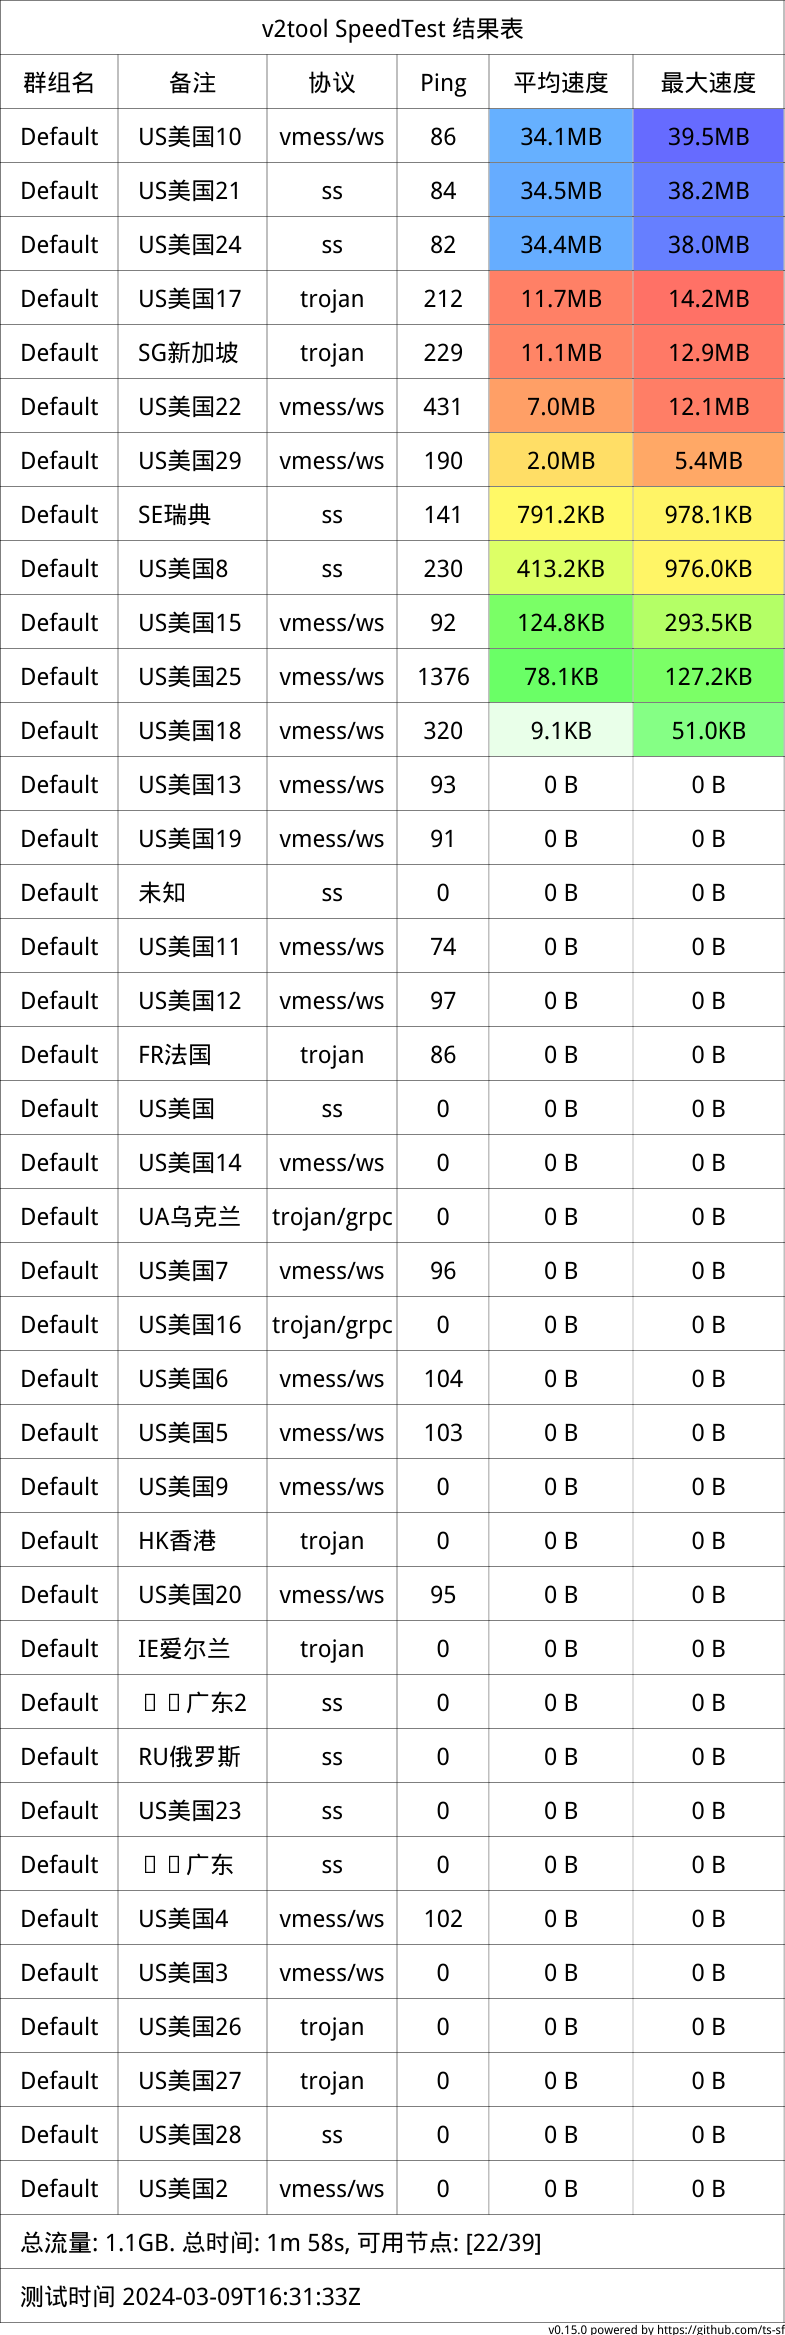 v2tool SpeedTest 结果表
群组名 备注 协议 Ping 平均速度 最大速度
Default US美国10 vmess/ws 86 34.1MB 39.5MB
Default US美国21 ss 84 34.5MB 38.2MB
Default US美国24 ss 82 34.4MB 38.0MB
Default US美国17 trojan 212 11.7MB 14.2MB
Default SG新加坡 trojan 229 11.1MB 12.9MB
Default US美国22 vmess/ws 431 7.0MB 12.1MB
Default US美国29 vmess/ws 190 2.0MB 5.4MB
Default SE瑞典 ss 141 791.2KB 978.1KB
Default US美国8 ss 230 413.2KB 976.0KB
Default US美国15 vmess/ws 92 124.8KB 293.5KB
Default US美国25 vmess/ws 1376 78.1KB 127.2KB
Default US美国18 vmess/ws 320 9.1KB 51.0KB
Default US美国13 vmess/ws 93 0 B 0 B
Default US美国19 vmess/ws 91 0 B 0 B
Default 未知 ss 0 0 B 0 B
Default US美国11 vmess/ws 74 0 B 0 B
Default US美国12 vmess/ws 97 0 B 0 B
Default FR法国 trojan 86 0 B 0 B
Default US美国 ss 0 0 B 0 B
Default US美国14 vmess/ws 0 0 B 0 B
Default UA乌克兰 trojan/grpc 0 0 B 0 B
Default US美国7 vmess/ws 96 0 B 0 B
Default US美国16 trojan/grpc 0 0 B 0 B
Default US美国6 vmess/ws 104 0 B 0 B
Default US美国5 vmess/ws 103 0 B 0 B
Default US美国9 vmess/ws 0 0 B 0 B
Default HK香港 trojan 0 0 B 0 B
Default US美国20 vmess/ws 95 0 B 0 B
Default IE爱尔兰 trojan 0 0 B 0 B
Default 广东2 ss 0 0 B 0 B
Default RU俄罗斯 ss 0 0 B 0 B
Default US美国23 ss 0 0 B 0 B
Default 广东 ss 0 0 B 0 B
Default US美国4 vmess/ws 102 0 B 0 B
Default US美国3 vmess/ws 0 0 B 0 B
Default US美国26 trojan 0 0 B 0 B
Default US美国27 trojan 0 0 B 0 B
Default US美国28 ss 0 0 B 0 B
Default US美国2 vmess/ws 0 0 B 0 B
总流量: 1.1GB. 总时间: 1m 58s, 可用节点: [22/39]
测试时间 2024-03-09T16:31:33Z
v0.15.0 powered by https://github.com/ts-sf